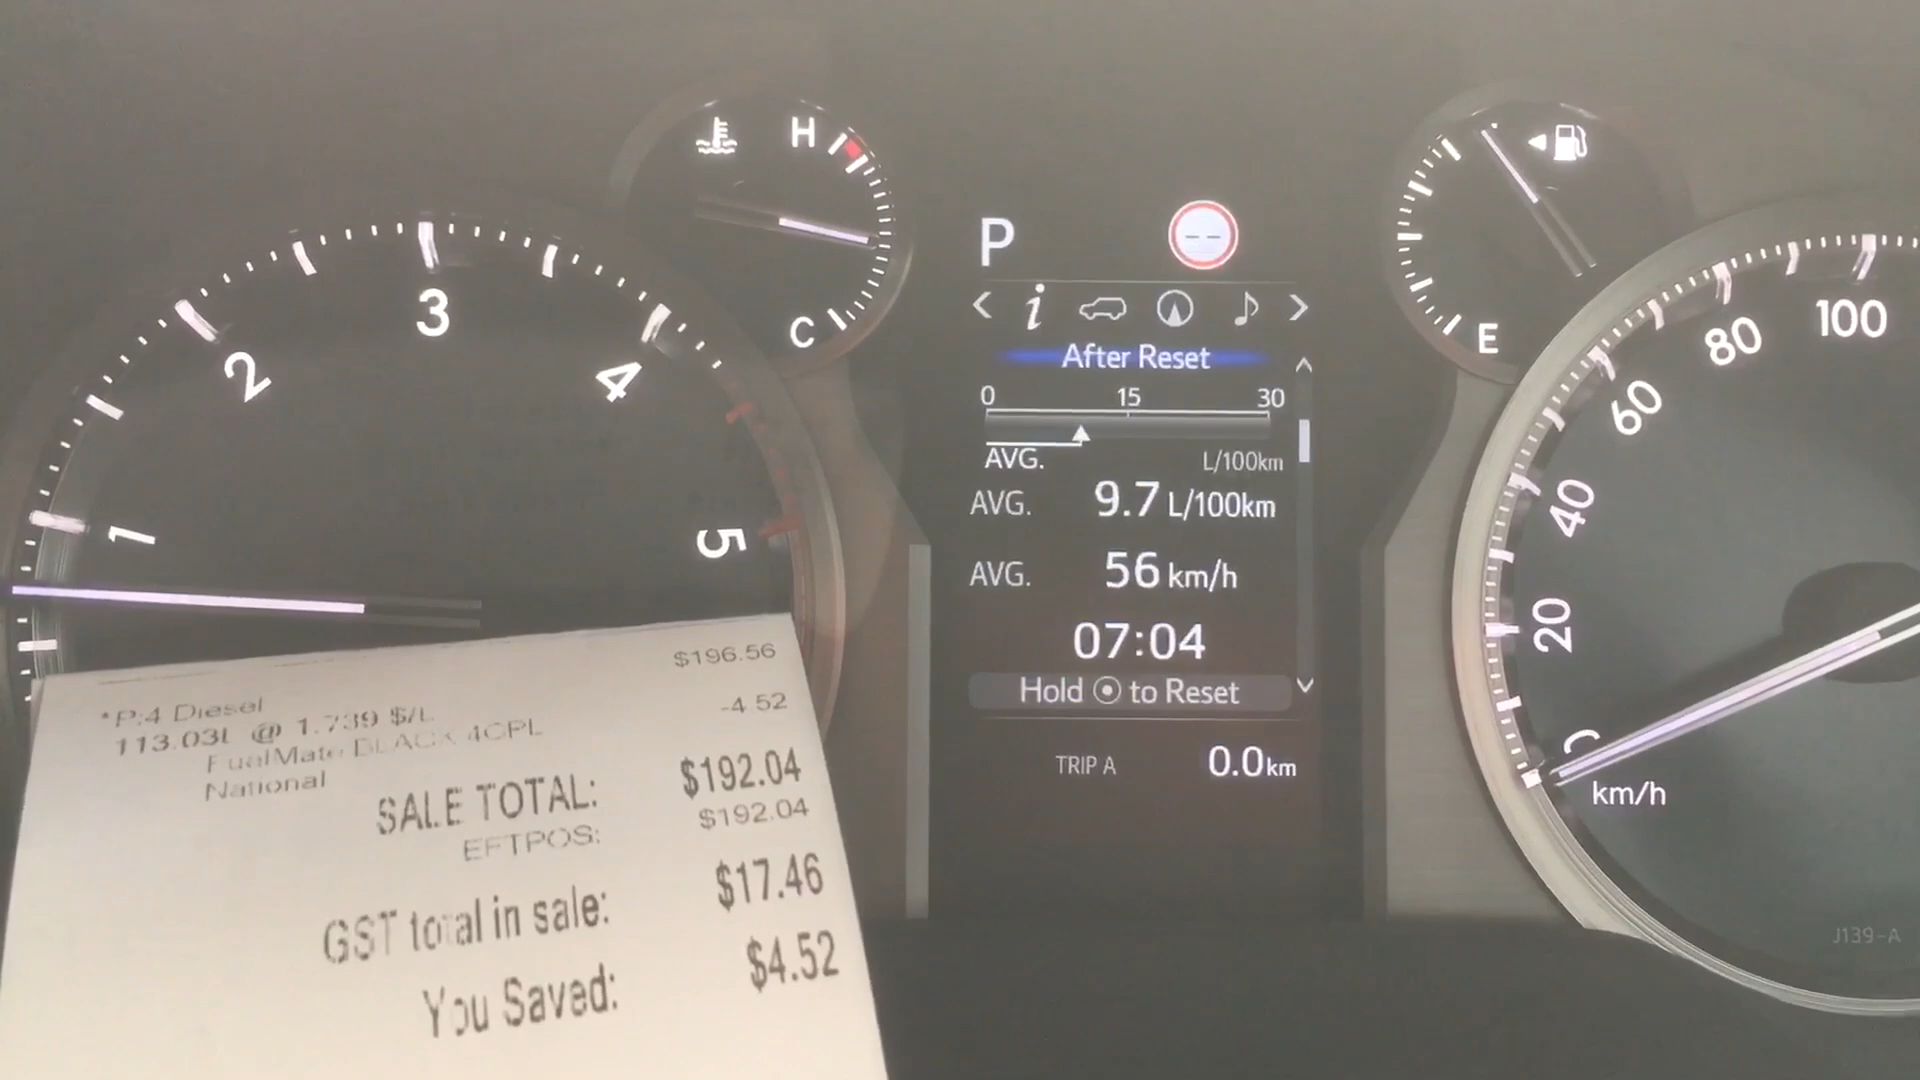 H
C
1
2
3
4
5
P
--
After Reset
0 15 30
AVG. L/100km
AVG. 9.7 L/100km
AVG. 56 km/h
07:04
Hold to Reset
TRIP A 0.0 km
E
0
20
40
60
80
100
km/h
J139-A
$196.56
*P:4 Diesel
113.03L @ 1.739 $/L -4.52
FuelMate BLACK 4CPL
National
SALE TOTAL: $192.04
EFTPOS: $192.04
GST total in sale: $17.46
You Saved: $4.52